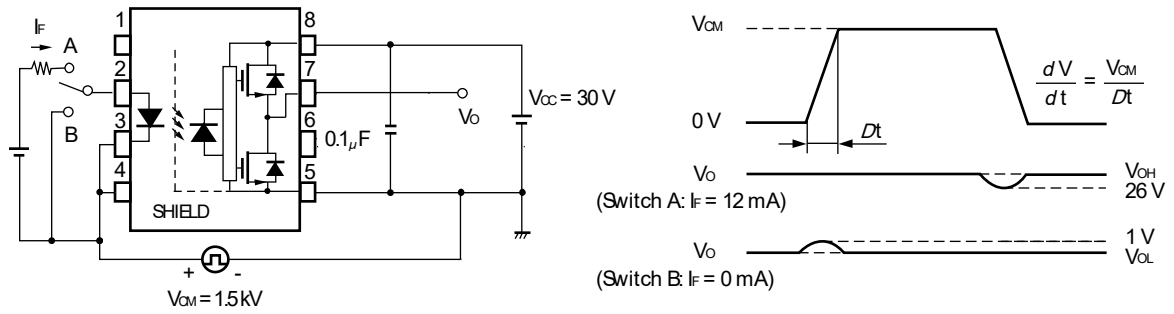 IF
A
B
1
2
3
4
8
7
6
5
SHIELD
0.1µF
VO
VCC = 30 V
+ -
VCM = 1.5 kV
VCM
0 V
Dt
dV/dt = VCM/Dt
VO
(Switch A: IF = 12 mA)
VOH
26 V
VO
(Switch B: IF = 0 mA)
1 V
VOL